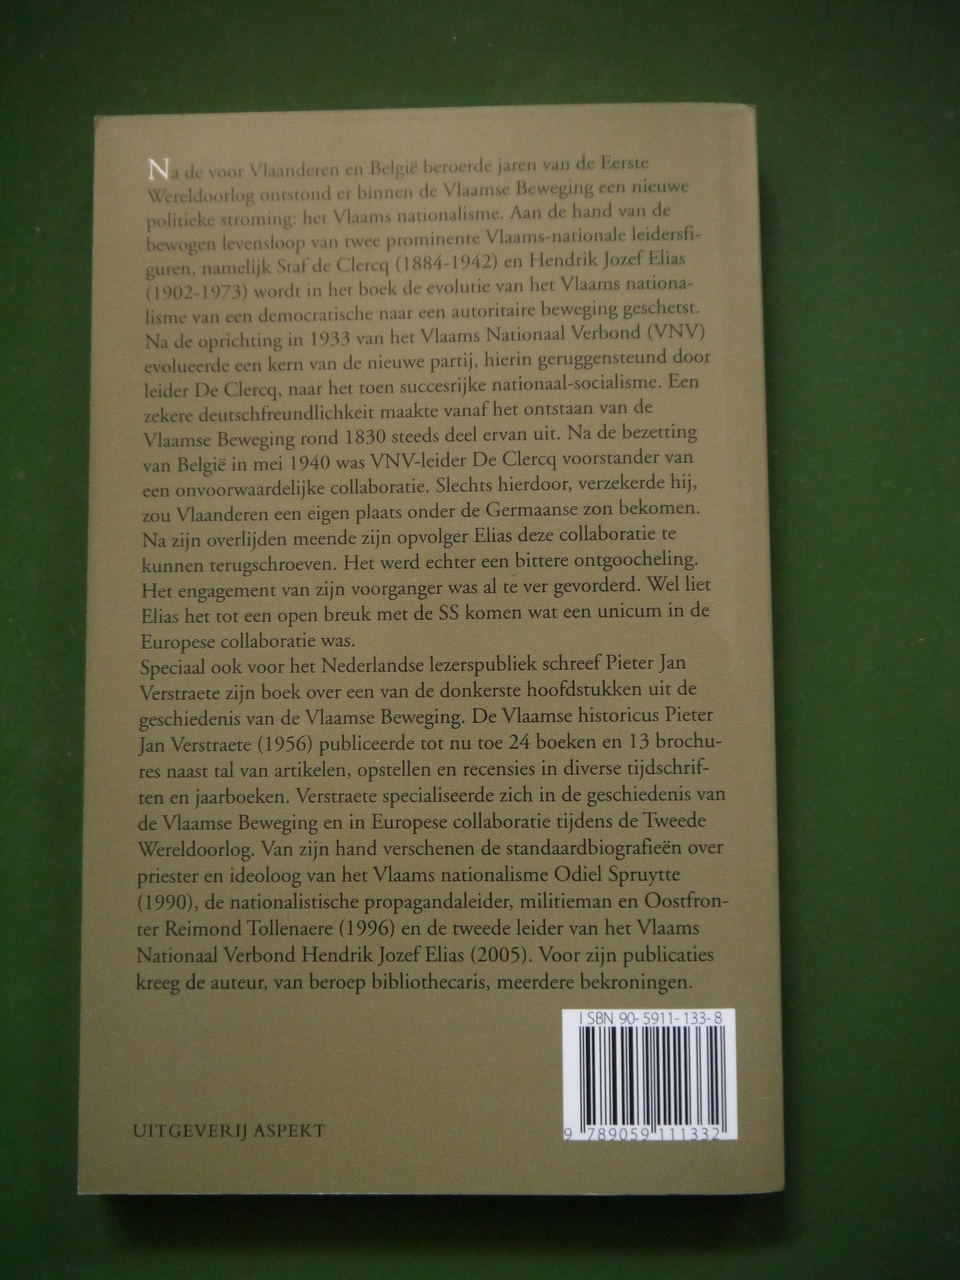 Na de voor Vlaanderen en België beroerde jaren van de Eerste
Wereldoorlog ontstond er binnen de Vlaamse Beweging een nieuwe
politieke stroming: het Vlaams nationalisme. Aan de hand van de
bewogen levensloop van twee prominente Vlaams-nationale leidersfi-
guren, namelijk Staf de Clercq (1884-1942) en Hendrik Jozef Elias
(1902-1973) wordt in het boek de evolutie van het Vlaams nationa-
lisme van een democratische naar een autoritaire beweging geschetst.
Na de oprichting in 1933 van het Vlaams Nationaal Verbond (VNV)
evolueerde een kern van de nieuwe partij, hierin geruggensteund door
leider De Clercq, naar het toen succesrijke nationaal-socialisme. Een
zekere deutschfreundlichkeit maakte vanaf het ontstaan van de
Vlaamse Beweging rond 1830 steeds deel ervan uit. Na de bezetting
van België in mei 1940 was VNV-leider De Clercq voorstander van
een onvoorwaardelijke collaboratie. Slechts hierdoor, verzekerde hij,
zou Vlaanderen een eigen plaats onder de Germaanse zon bekomen.
Na zijn overlijden meende zijn opvolger Elias deze collaboratie te
kunnen terugschroeven. Het werd echter een bittere ontgoocheling.
Het engagement van zijn voorganger was al te ver gevorderd. Wel liet
Elias het tot een open breuk met de SS komen wat een unicum in de
Europese collaboratie was.
Speciaal ook voor het Nederlandse lezerspubliek schreef Pieter Jan
Verstraete zijn boek over een van de donkerste hoofdstukken uit de
geschiedenis van de Vlaamse Beweging. De Vlaamse historicus Pieter
Jan Verstraete (1956) publiceerde tot nu toe 24 boeken en 13 brochu-
res naast tal van artikelen, opstellen en recensies in diverse tijdschrif-
ten en jaarboeken. Verstraete specialiseerde zich in de geschiedenis van
de Vlaamse Beweging en in Europese collaboratie tijdens de Tweede
Wereldoorlog. Van zijn hand verschenen de standaardbiografieën over
priester en ideoloog van het Vlaams nationalisme Odiel Spruytte
(1990), de nationalistische propagandaleider, militieman en Oostfron-
ter Reimond Tollenaere (1996) en de tweede leider van het Vlaams
Nationaal Verbond Hendrik Jozef Elias (2005). Voor zijn publicaties
kreeg de auteur, van beroep bibliothecaris, meerdere bekroningen.
ISBN 90-5911-133-8
9 789059 111332
UITGEVERIJ ASPEKT